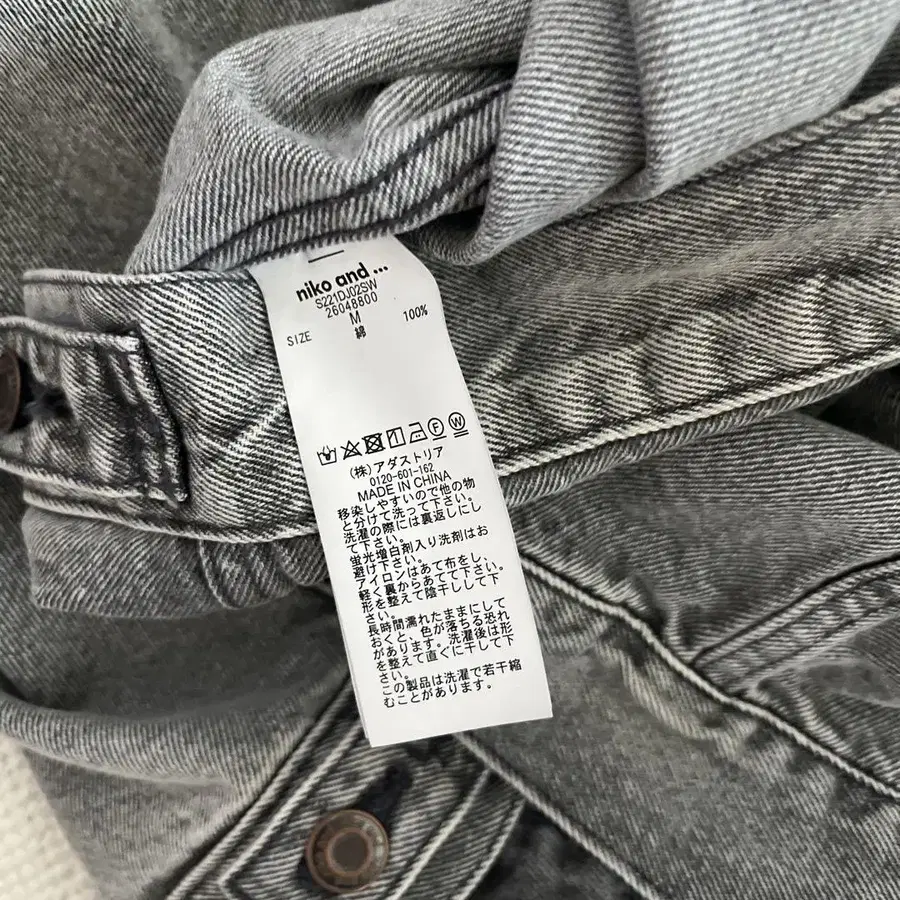 niko and ...
S221DJ02SW
26048800
SIZE M
綿 100%
(株)アダストリア
0120-601-162
MADE IN CHINA
移染しやすいので他の物
と分けて洗って下さい。
洗濯の際には裏返しにし
て下さい。
蛍光増白剤入り洗剤はお
避け下さい。
アイロンはあて布をし、
軽く裏からあてて下さい。
形を整えて陰干しして下
さい。
長時間濡れたままにして
おくと、色が落ちる恐れ
があります。洗濯後は形
を整えて直ぐに干して下
さい。
この製品は洗濯で若干縮
むことがあります。